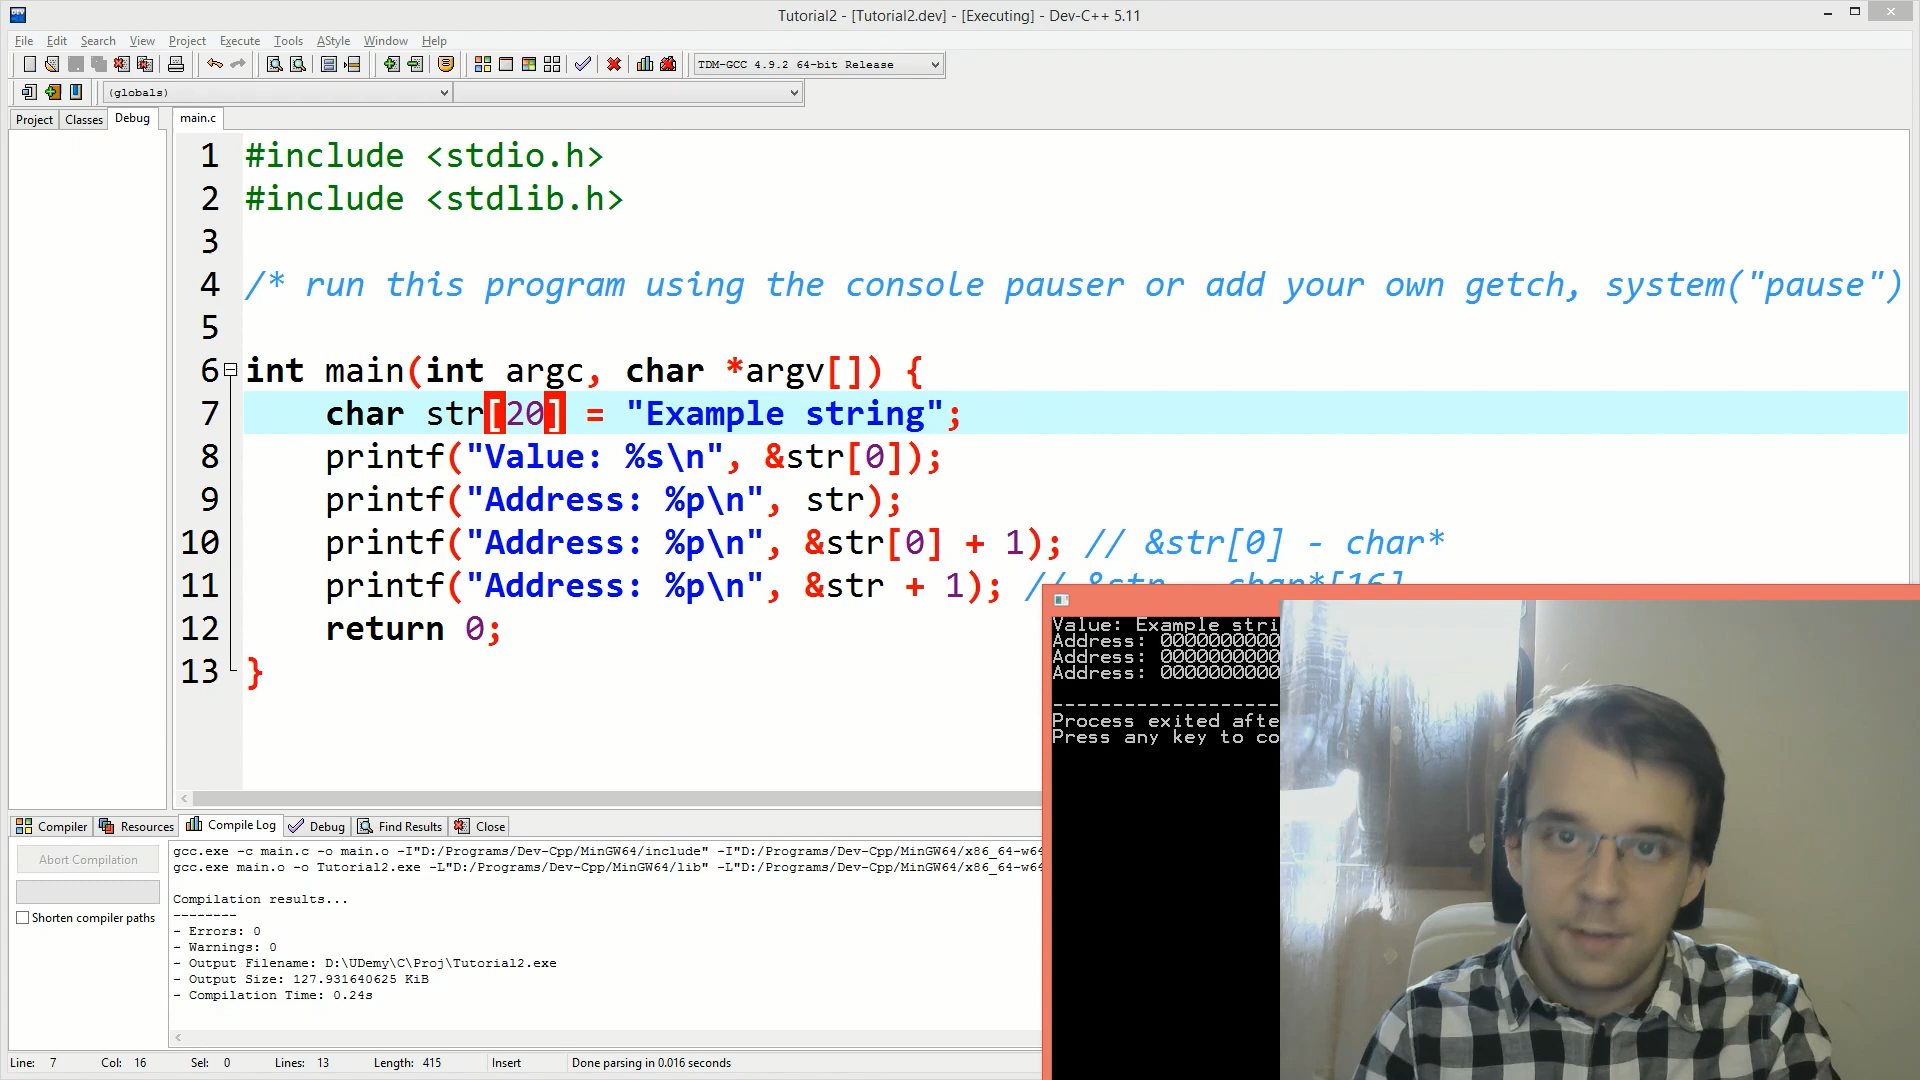 Tutorial2 - [Tutorial2.dev] - [Executing] - Dev-C++ 5.11
File Edit Search View Project Execute Tools AStyle Window Help
TDM-GCC 4.9.2 64-bit Release
(globals)
Project Classes Debug main.c
1 #include <stdio.h>
2 #include <stdlib.h>
3
4 /* run this program using the console pauser or add your own getch, system("pause")
5
6 int main(int argc, char *argv[]) {
7 char str[20] = "Example string";
8 printf("Value: %s\n", &str[0]);
9 printf("Address: %p\n", str);
10 printf("Address: %p\n", &str[0] + 1); // &str[0] - char*
11 printf("Address: %p\n", &str + 1); // &str - char*[16]
12 return 0;
13 }
Value: Example stri
Address: 0000000000
Address: 0000000000
Address: 0000000000
--------------------
Process exited afte
Press any key to co
Compiler Resources Compile Log Debug Find Results Close
Abort Compilation
Shorten compiler paths
gcc.exe -c main.c -o main.o -I"D:/Programs/Dev-Cpp/MinGW64/include" -I"D:/Programs/Dev-Cpp/MinGW64/x86_64-w64
gcc.exe main.o -o Tutorial2.exe -L"D:/Programs/Dev-Cpp/MinGW64/lib" -L"D:/Programs/Dev-Cpp/MinGW64/x86_64-w64
Compilation results...
--------
- Errors: 0
- Warnings: 0
- Output Filename: D:\UDemy\C\Proj\Tutorial2.exe
- Output Size: 127.931640625 KiB
- Compilation Time: 0.24s
Line: 7 Col: 16 Sel: 0 Lines: 13 Length: 415 Insert Done parsing in 0.016 seconds